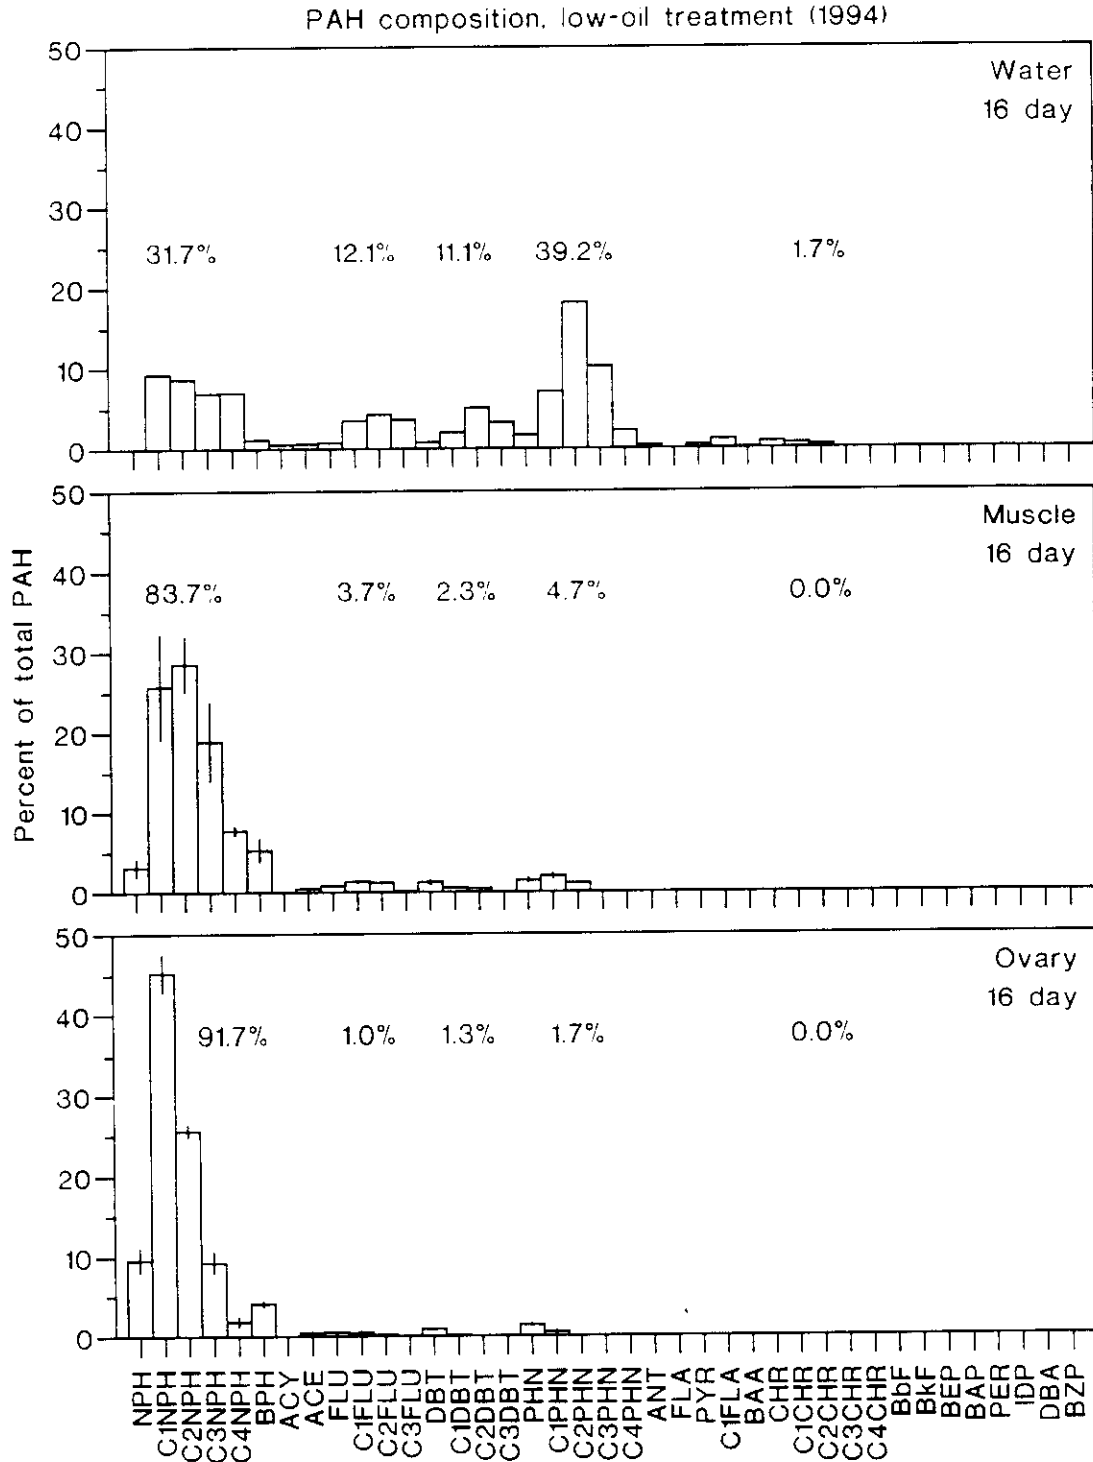 PAH composition, low-oil treatment (1994)
Percent of total PAH
50
40
30
20
10
0
Water
16 day
31.7% 12.1% 11.1% 39.2% 1.7%
50
40
30
20
10
0
Muscle
16 day
83.7% 3.7% 2.3% 4.7% 0.0%
50
40
30
20
10
0
Ovary
16 day
91.7% 1.0% 1.3% 1.7% 0.0%
NPH
C1NPH
C2NPH
C3NPH
C4NPH
BPH
ACY
ACE
FLU
C1FLU
C2FLU
C3FLU
DBT
C1DBT
C2DBT
C3DBT
PHN
C1PHN
C2PHN
C3PHN
C4PHN
ANT
FLA
PYR
C1FLA
BAA
CHR
C1CHR
C2CHR
C3CHR
C4CHR
BbF
BkF
BEP
BAP
PER
IDP
DBA
BZP